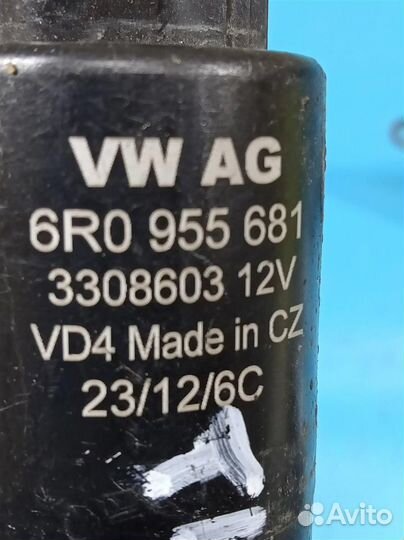 VW AG
6R0 955 681
3308603 12V
VD4 Made in CZ
23/12/6C
Avito